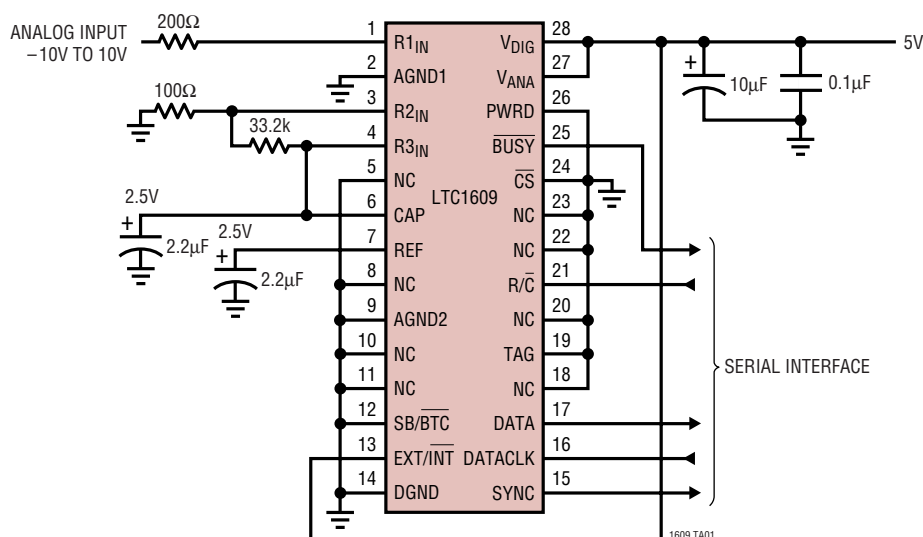 ANALOG INPUT
–10V TO 10V
200Ω
100Ω
33.2k
2.5V
+
2.2µF
2.5V
+
2.2µF
1
R1IN
2
AGND1
3
R2IN
4
R3IN
5
NC
6
CAP
7
REF
8
NC
9
AGND2
10
NC
11
NC
12
SB/B̅T̅C̅
13
EXT/I̅N̅T̅
14
DGND
LTC1609
28
VDIG
27
VANA
26
PWRD
25
B̅U̅S̅Y̅
24
C̅S̅
23
NC
22
NC
21
R/C̅
20
NC
19
TAG
18
NC
17
DATA
16
DATACLK
15
SYNC
5V
+
10µF
0.1µF
SERIAL INTERFACE
1609 TA01